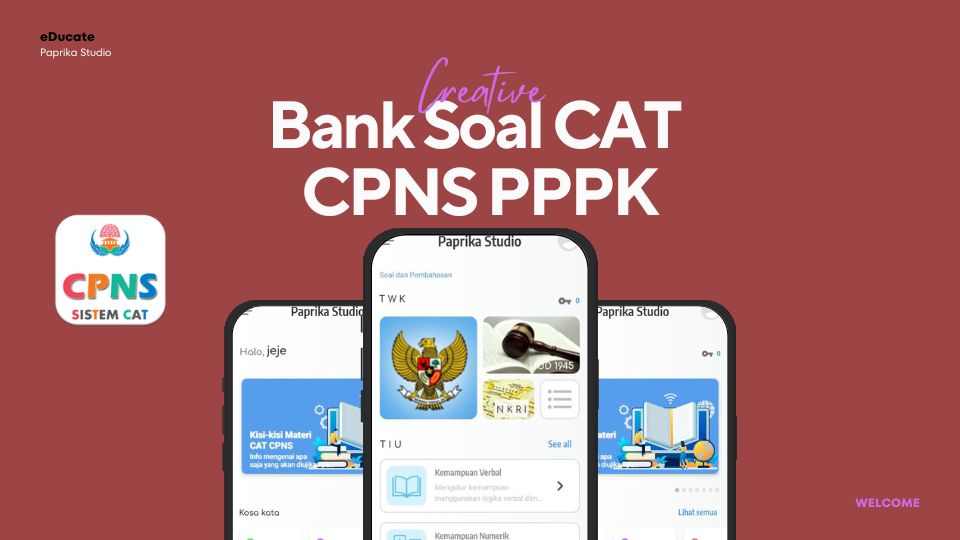 eDucate
Paprika Studio
Creative
Bank Soal CAT
CPNS PPPK
CPNS
SISTEM CAT
Paprika Studio
Halo, jeje
Kisi-kisi Materi
CAT CPNS
Info mengenai apa
saja yang akan diuji
Kosa kata
Paprika Studio
Soal dan Pembahasan
TWK
0
UUD 1945
NKRI
TIU
See all
Kemampuan Verbal
Mengukur kemampuan
menggunakan logika verbal dlm...
Kemampuan Numerik
Paprika Studio
0
Lihat semua
WELCOME